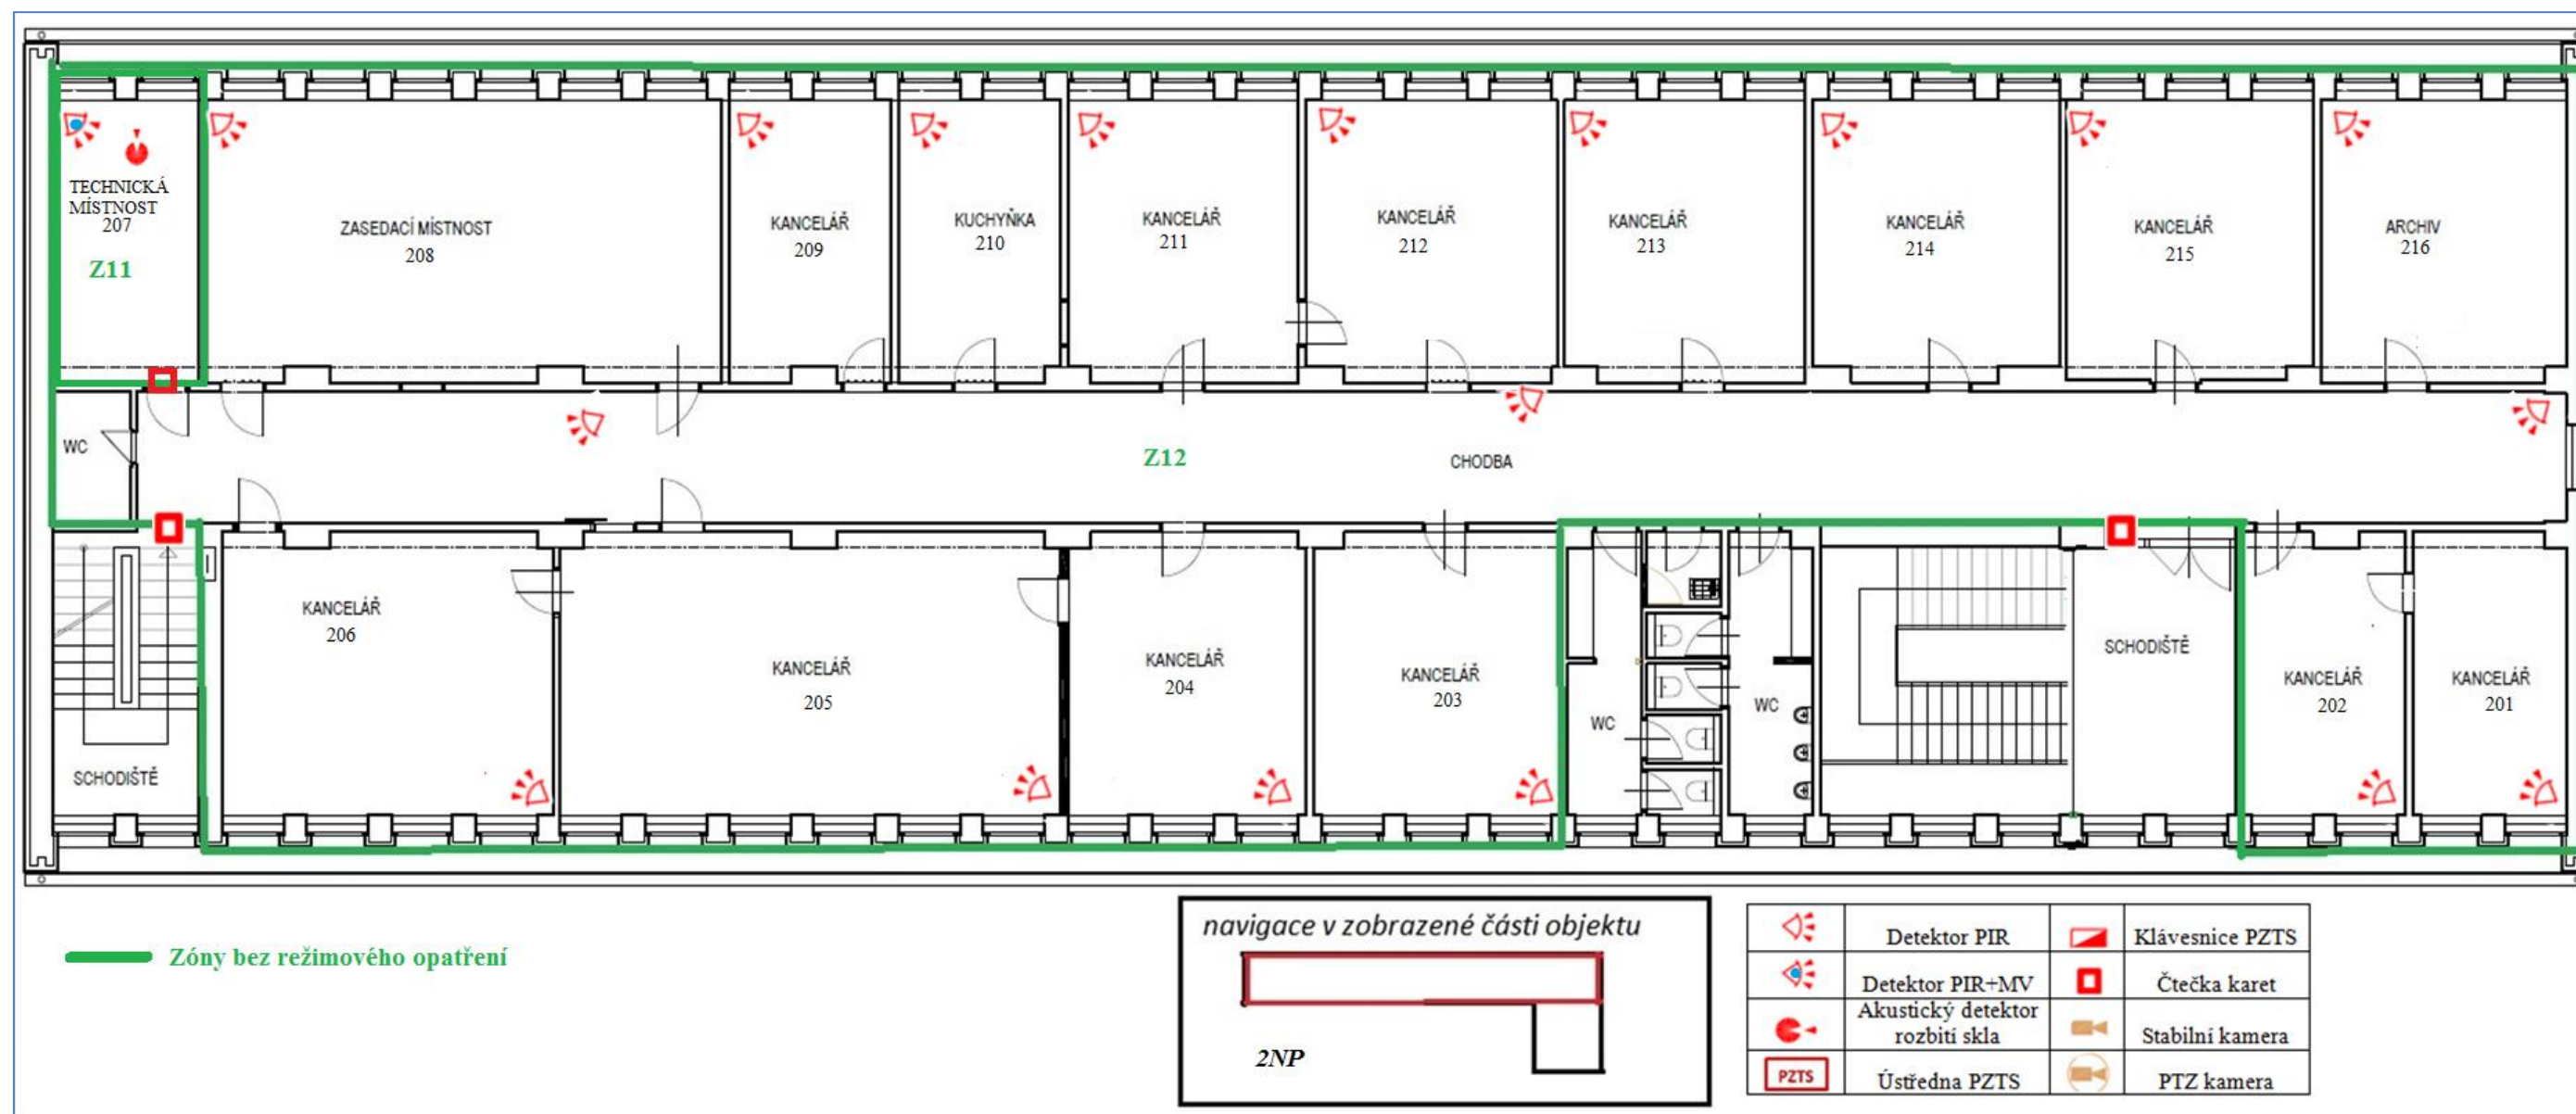 TECHNICKÁ
MÍSTNOST
207
Z11
ZASEDACÍ MÍSTNOST
208
KANCELÁŘ
209
KUCHYŇKA
210
KANCELÁŘ
211
KANCELÁŘ
212
KANCELÁŘ
213
KANCELÁŘ
214
KANCELÁŘ
215
ARCHIV
216
WC
Z12
CHODBA
SCHODIŠTĚ
KANCELÁŘ
206
KANCELÁŘ
205
KANCELÁŘ
204
KANCELÁŘ
203
WC
WC
SCHODIŠTĚ
KANCELÁŘ
202
KANCELÁŘ
201
Zóny bez režimového opatření
navigace v zobrazené části objektu
2NP
Detektor PIR
Klávesnice PZTS
Detektor PIR+MV
Čtečka karet
Akustický detektor
rozbití skla
Stabilní kamera
PZTS
Ústředna PZTS
PTZ kamera